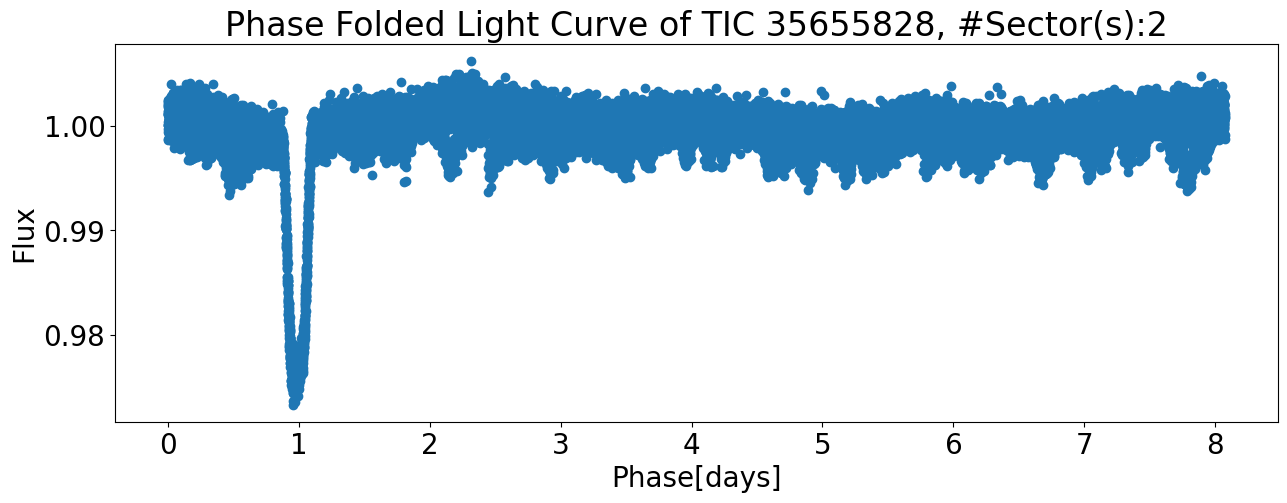 Phase Folded Light Curve of TIC 35655828, #Sector(s):2
1.00
0.99
0.98
Flux
0 1 2 3 4 5 6 7 8
Phase[days]